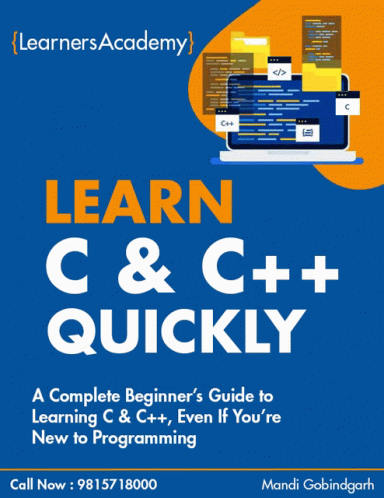 {LearnersAcademy}
</>
C
C++
LEARN
C & C++
QUICKLY
A Complete Beginner's Guide to
Learning C & C++, Even If You're
New to Programming
Call Now : 9815718000
Mandi Gobindgarh